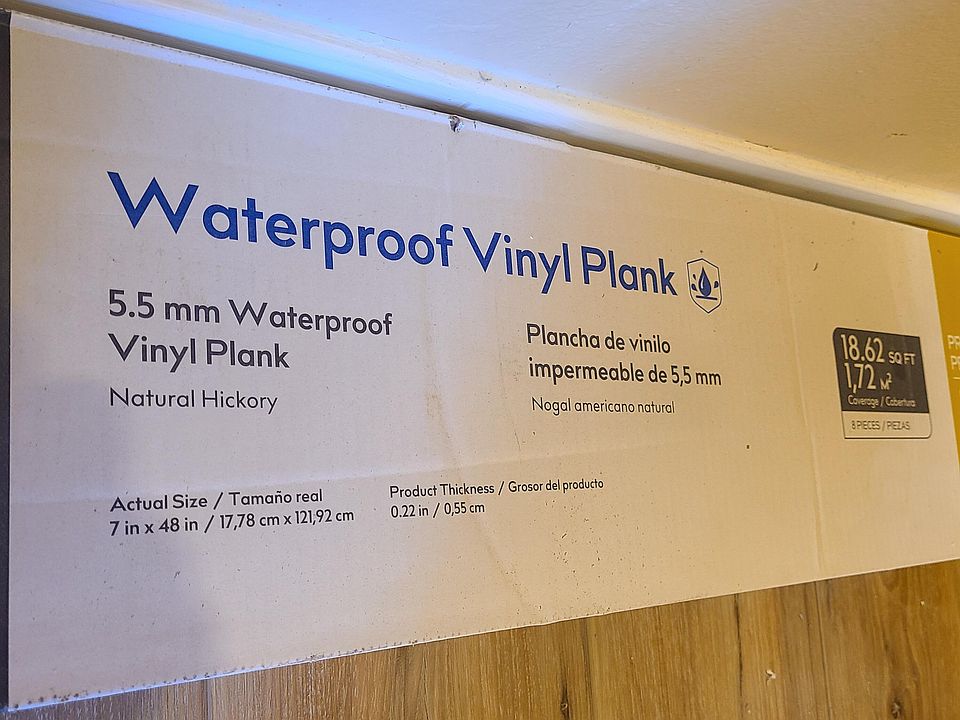 Waterproof Vinyl Plank
5.5 mm Waterproof
Vinyl Plank
Natural Hickory
Plancha de vinilo
impermeable de 5,5 mm
Nogal americano natural
18.62 SQ FT
1,72 M²
Coverage / Cobertura
8 PIECES / PIEZAS
Actual Size / Tamaño real
7 in x 48 in / 17,78 cm x 121,92 cm
Product Thickness / Grosor del producto
0.22 in / 0,55 cm